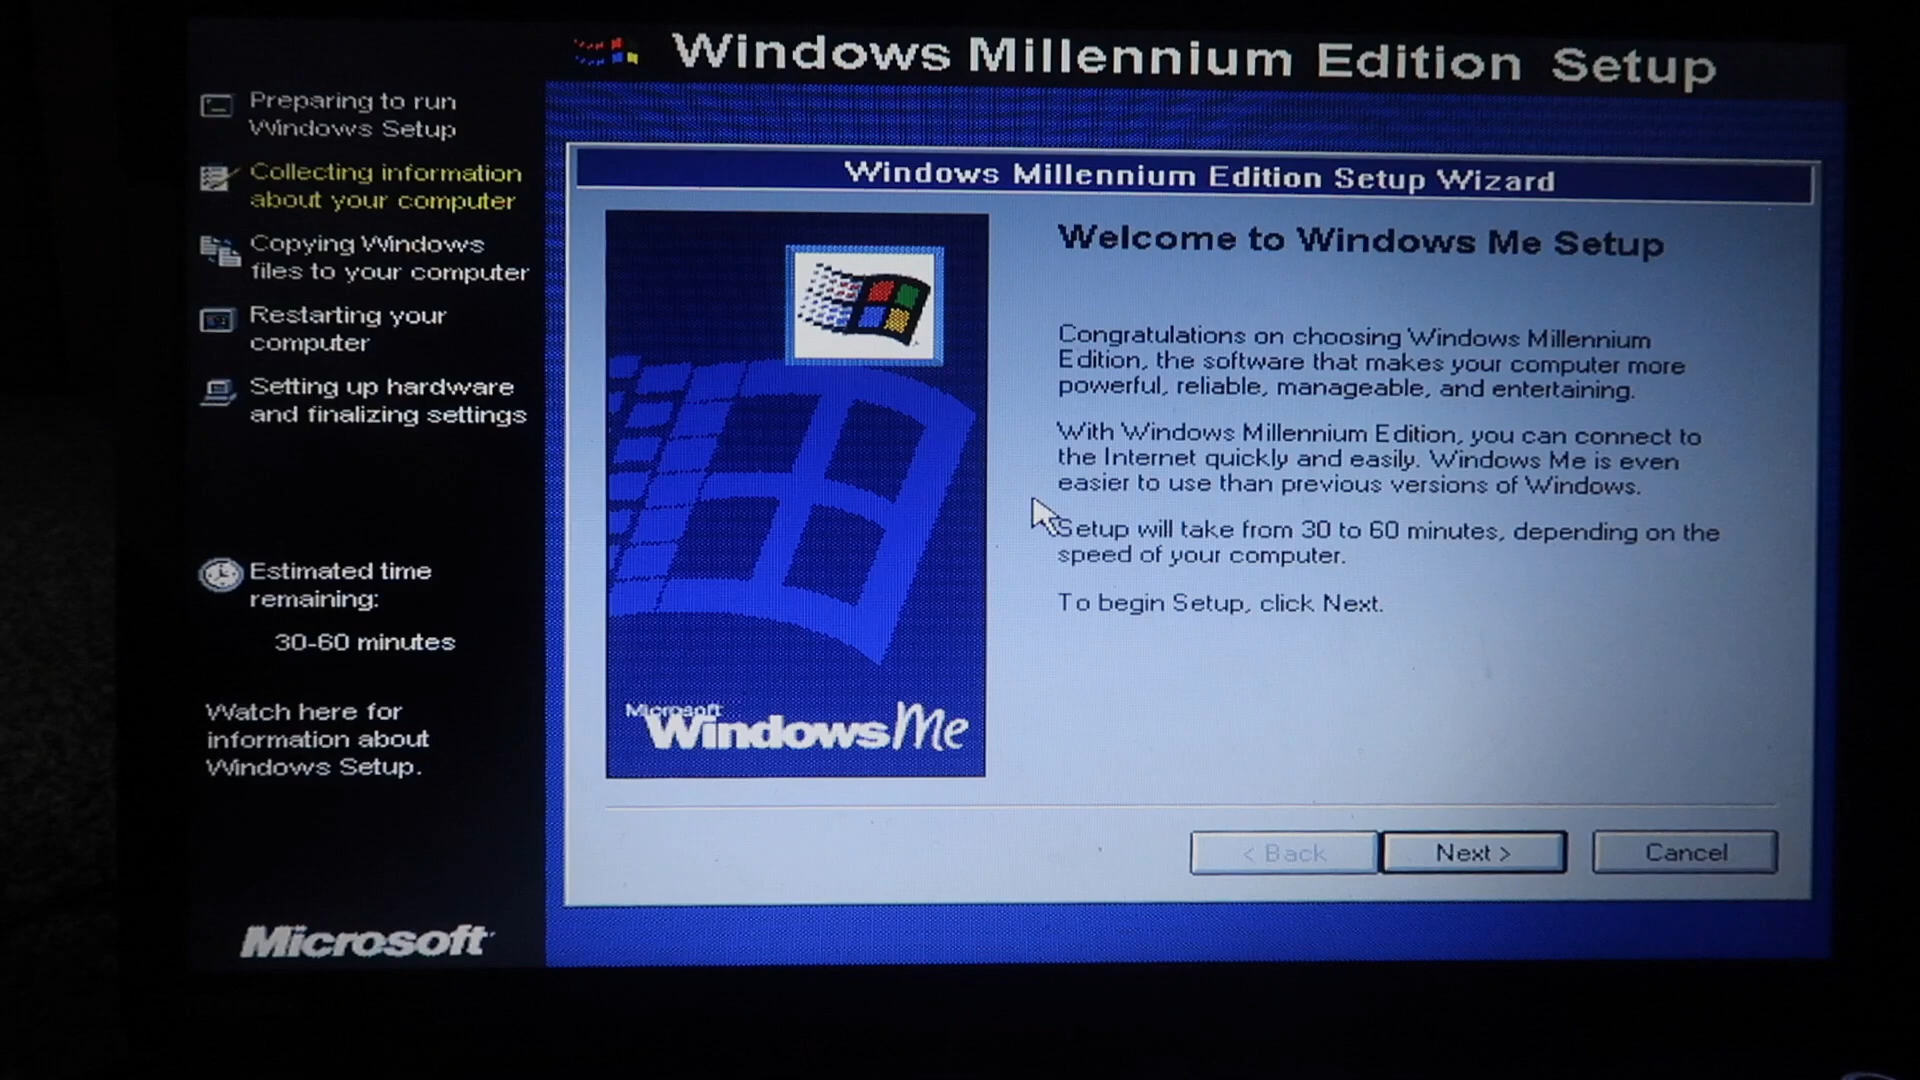 Windows Millennium Edition Setup
Preparing to run
Windows Setup
Collecting information
about your computer
Copying Windows
files to your computer
Restarting your
computer
Setting up hardware
and finalizing settings
Estimated time
remaining:
30-60 minutes
Watch here for
information about
Windows Setup.
Microsoft
Windows Millennium Edition Setup Wizard
Microsoft
Windows Me
Welcome to Windows Me Setup
Congratulations on choosing Windows Millennium
Edition, the software that makes your computer more
powerful, reliable, manageable, and entertaining.
With Windows Millennium Edition, you can connect to
the Internet quickly and easily. Windows Me is even
easier to use than previous versions of Windows.
Setup will take from 30 to 60 minutes, depending on the
speed of your computer.
To begin Setup, click Next.
< Back
Next >
Cancel